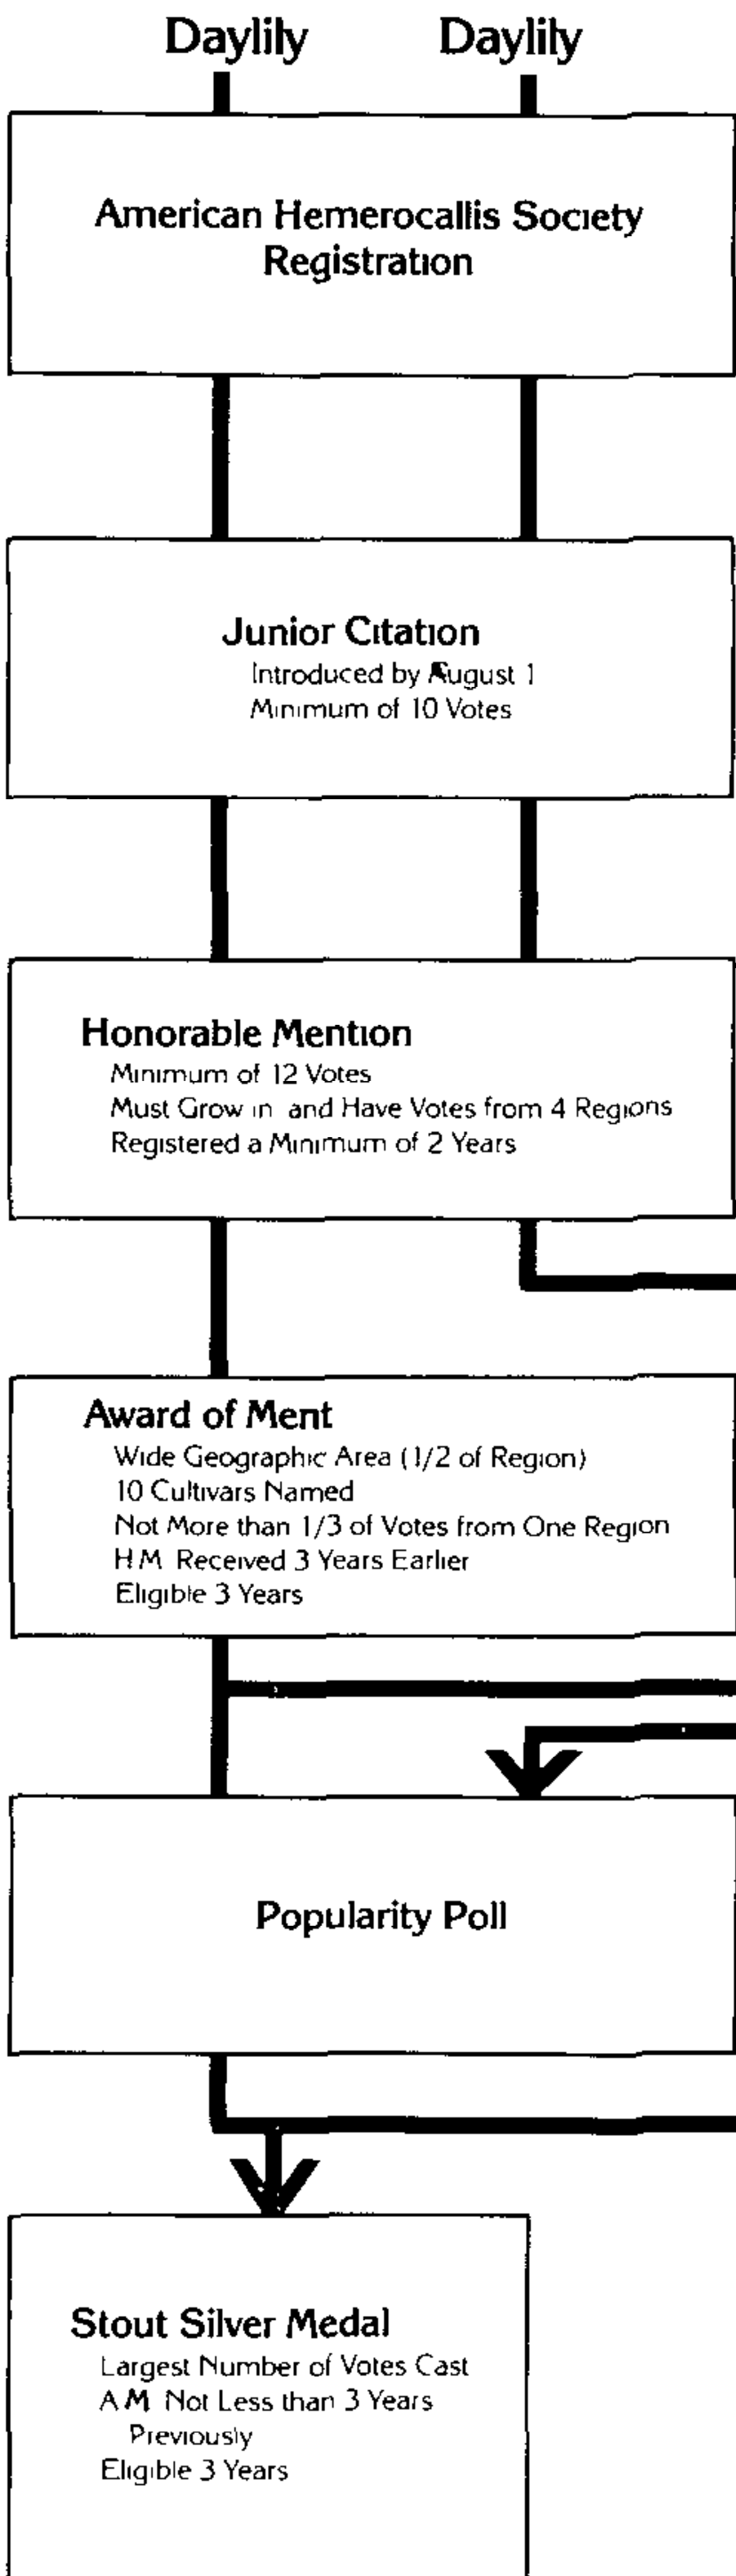 Daylily Daylily
American Hemerocallis Society
Registration
Junior Citation
Introduced by August 1
Minimum of 10 Votes
Honorable Mention
Minimum of 12 Votes
Must Grow in and Have Votes from 4 Regions
Registered a Minimum of 2 Years
Award of Merit
Wide Geographic Area (1/2 of Region)
10 Cultivars Named
Not More than 1/3 of Votes from One Region
H M Received 3 Years Earlier
Eligible 3 Years
Popularity Poll
Stout Silver Medal
Largest Number of Votes Cast
A M Not Less than 3 Years
Previously
Eligible 3 Years